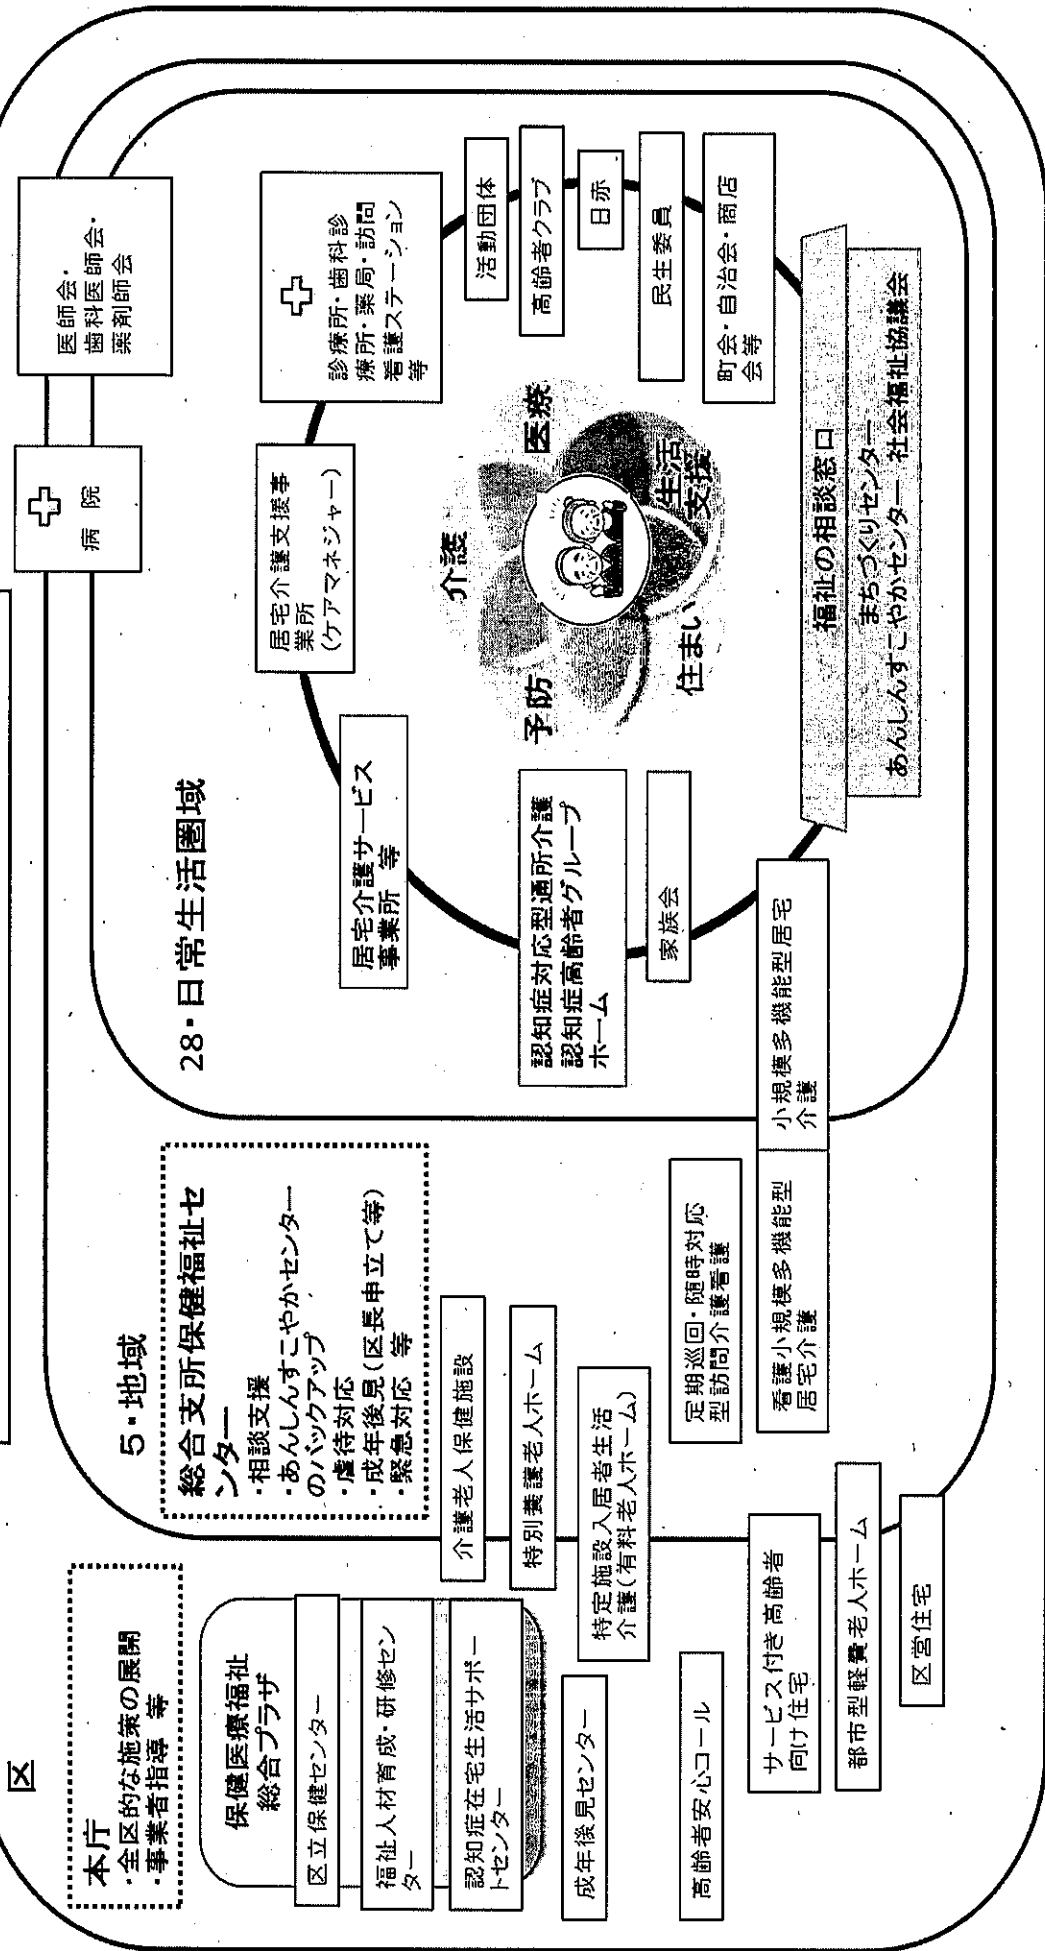 区
本庁
・全区的な施策の展開
・事業者指導 等
保健医療福祉
総合プラザ
区立保健センター
福祉人材育成・研修セン
ター
認知症在宅生活サポー
トセンター
成年後見センター
高齢者安心コール
5・地域
総合支所保健福祉セ
ンター
・相談支援
・あんしんすこやかセンター
のバックアップ
・虐待対応
・成年後見(区長申立て等)
・緊急対応 等
介護老人保健施設
特別養護老人ホーム
特定施設入居者生活
介護(有料老人ホーム)
サービス付き高齢者
向け住宅
都市型軽費老人ホーム
区営住宅
定期巡回・随時対応
型訪問介護看護
看護小規模多機能型
居宅介護
小規模多機能型居宅
介護
28・日常生活圏域
病院
医師会・
歯科医師会・
薬剤師会
居宅介護サービス
事業所 等
居宅介護支援事
業所
(ケアマネジャー)
診療所・歯科診
療所・薬局・訪問
看護ステーション
等
認知症対応型通所介護
認知症高齢者グループ
ホーム
家族会
予防
介護
医療
住まい
生活
支援
活動団体
高齢者クラブ
日赤
民生委員
町会・自治会・商店
会等
福祉の相談窓口
まちづくりセンター
あんしんすこやかセンター 社会福祉協議会